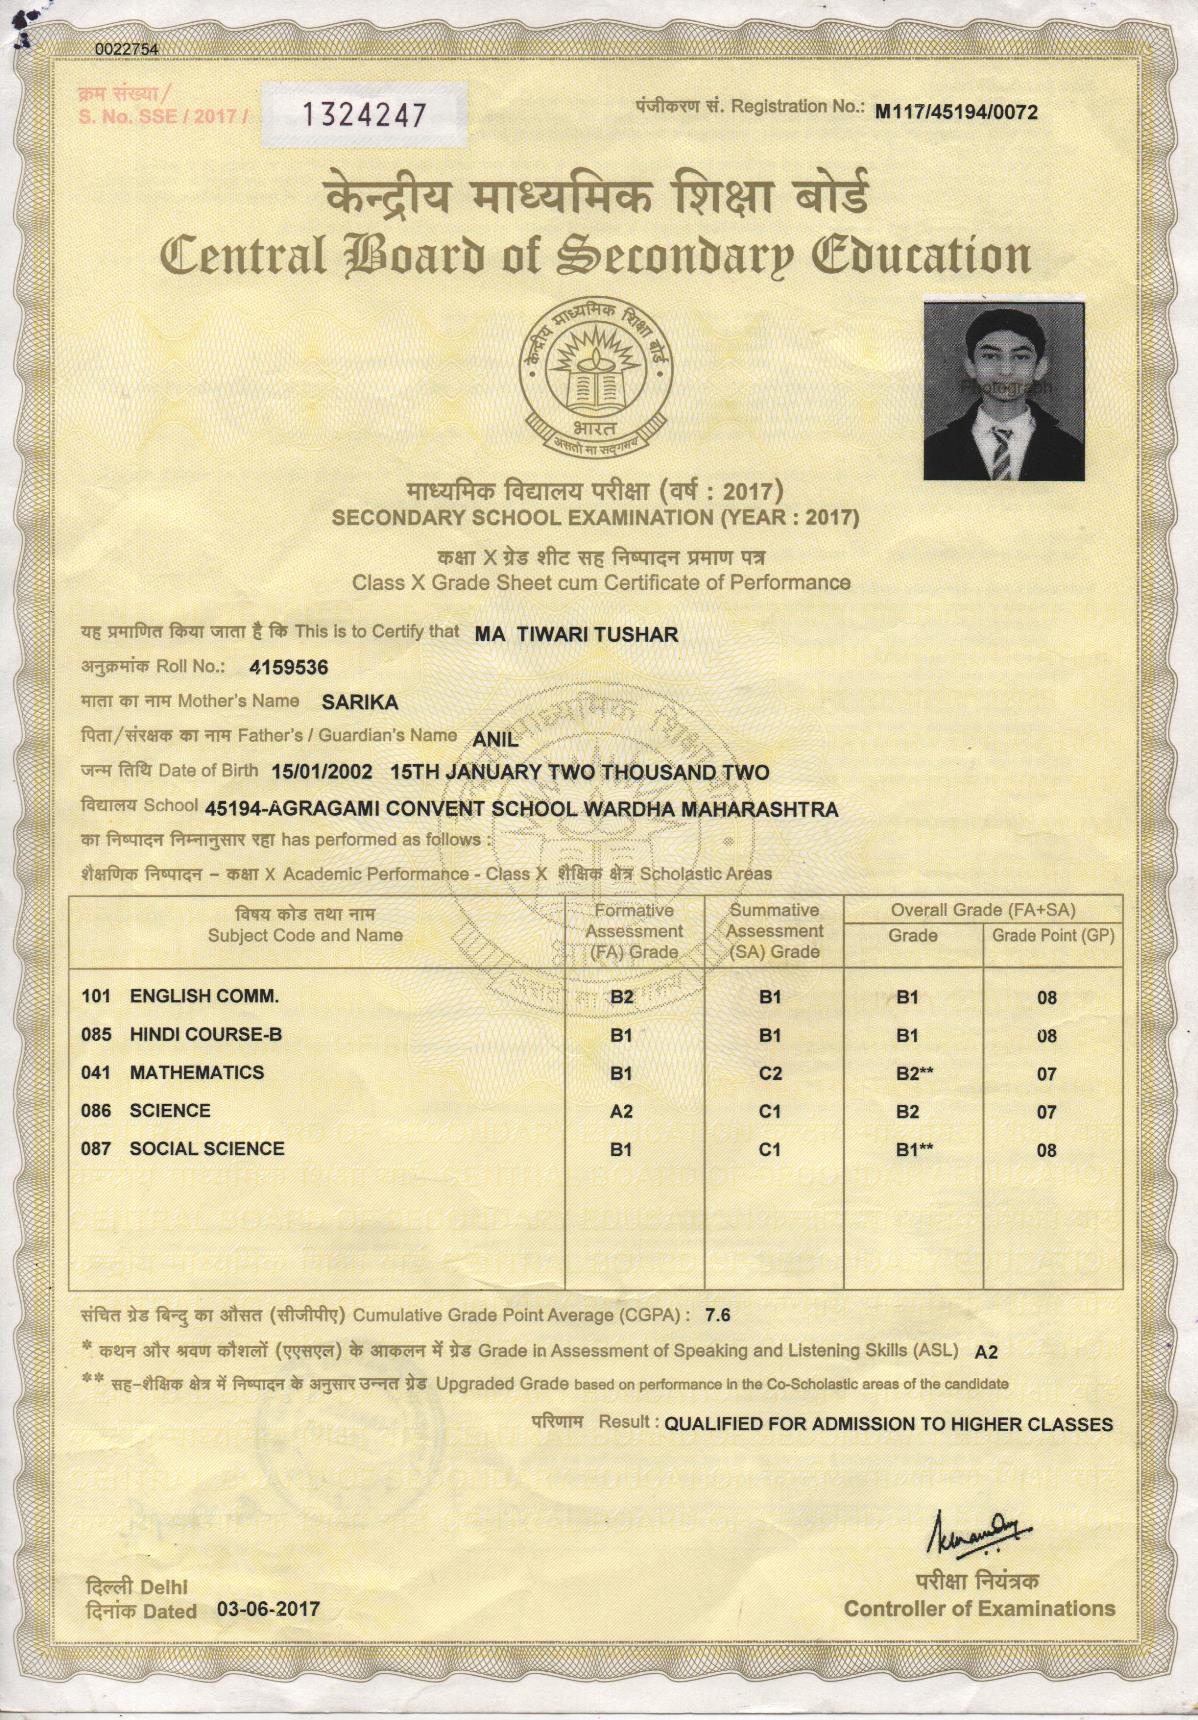 0022754
क्रम संख्या/
S. No. SSE / 2017 / 1324247
पंजीकरण सं. Registration No.: M117/45194/0072
केन्द्रीय माध्यमिक शिक्षा बोर्ड
Central Board of Secondary Education
केन्द्रीय माध्यमिक शिक्षा बोर्ड
भारत
असतो मा सद्गमय
Photograph
माध्यमिक विद्यालय परीक्षा (वर्ष : 2017)
SECONDARY SCHOOL EXAMINATION (YEAR : 2017)
कक्षा X ग्रेड शीट सह निष्पादन प्रमाण पत्र
Class X Grade Sheet cum Certificate of Performance
यह प्रमाणित किया जाता है कि This is to Certify that MA TIWARI TUSHAR
अनुक्रमांक Roll No.: 4159536
माता का नाम Mother's Name SARIKA
पिता/संरक्षक का नाम Father's / Guardian's Name ANIL
जन्म तिथि Date of Birth 15/01/2002 15TH JANUARY TWO THOUSAND TWO
विद्यालय School 45194-AGRAGAMI CONVENT SCHOOL WARDHA MAHARASHTRA
का निष्पादन निम्नानुसार रहा has performed as follows :
शैक्षणिक निष्पादन – कक्षा X Academic Performance - Class X शैक्षिक क्षेत्र Scholastic Areas
विषय कोड तथा नाम
Subject Code and Name
Formative Assessment (FA) Grade
Summative Assessment (SA) Grade
Overall Grade (FA+SA)
Grade Grade Point (GP)
101 ENGLISH COMM. B2 B1 B1 08
085 HINDI COURSE-B B1 B1 B1 08
041 MATHEMATICS B1 C2 B2** 07
086 SCIENCE A2 C1 B2 07
087 SOCIAL SCIENCE B1 C1 B1** 08
संचित ग्रेड बिन्दु का औसत (सीजीपीए) Cumulative Grade Point Average (CGPA) : 7.6
* कथन और श्रवण कौशलों (एएसएल) के आकलन में ग्रेड Grade in Assessment of Speaking and Listening Skills (ASL) A2
** सह-शैक्षिक क्षेत्र में निष्पादन के अनुसार उन्नत ग्रेड Upgraded Grade based on performance in the Co-Scholastic areas of the candidate
परिणाम Result : QUALIFIED FOR ADMISSION TO HIGHER CLASSES
दिल्ली Delhi
दिनांक Dated 03-06-2017
परीक्षा नियंत्रक
Controller of Examinations